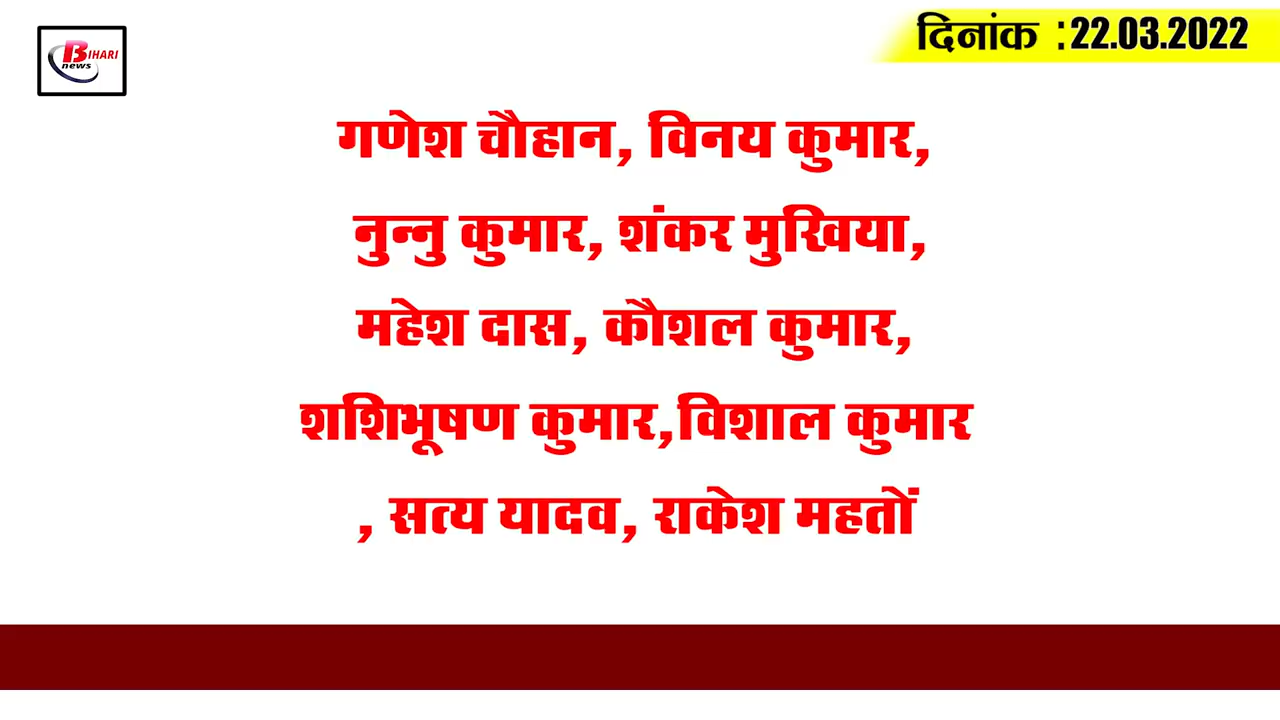 BIHARI
news
दिनांक :22.03.2022
गणेश चौहान, विनय कुमार,
नुन्नु कुमार, शंकर मुखिया,
महेश दास, कौशल कुमार,
शशिभूषण कुमार,विशाल कुमार
, सत्य यादव, राकेश महतों